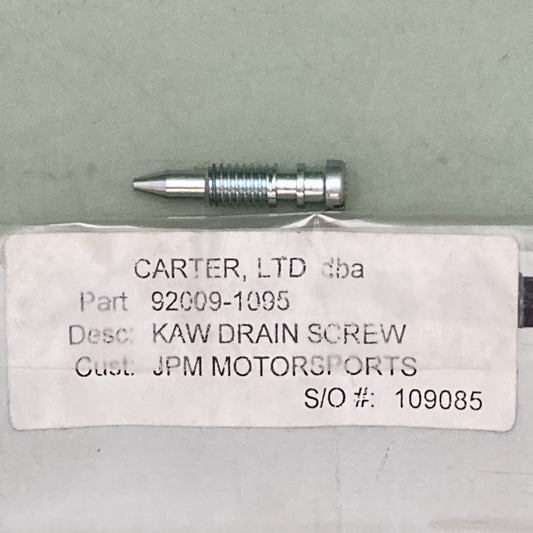 CARTER, LTD dba
Part 92009-1095
Desc: KAW DRAIN SCREW
Cust: JPM MOTORSPORTS
S/O #: 109085